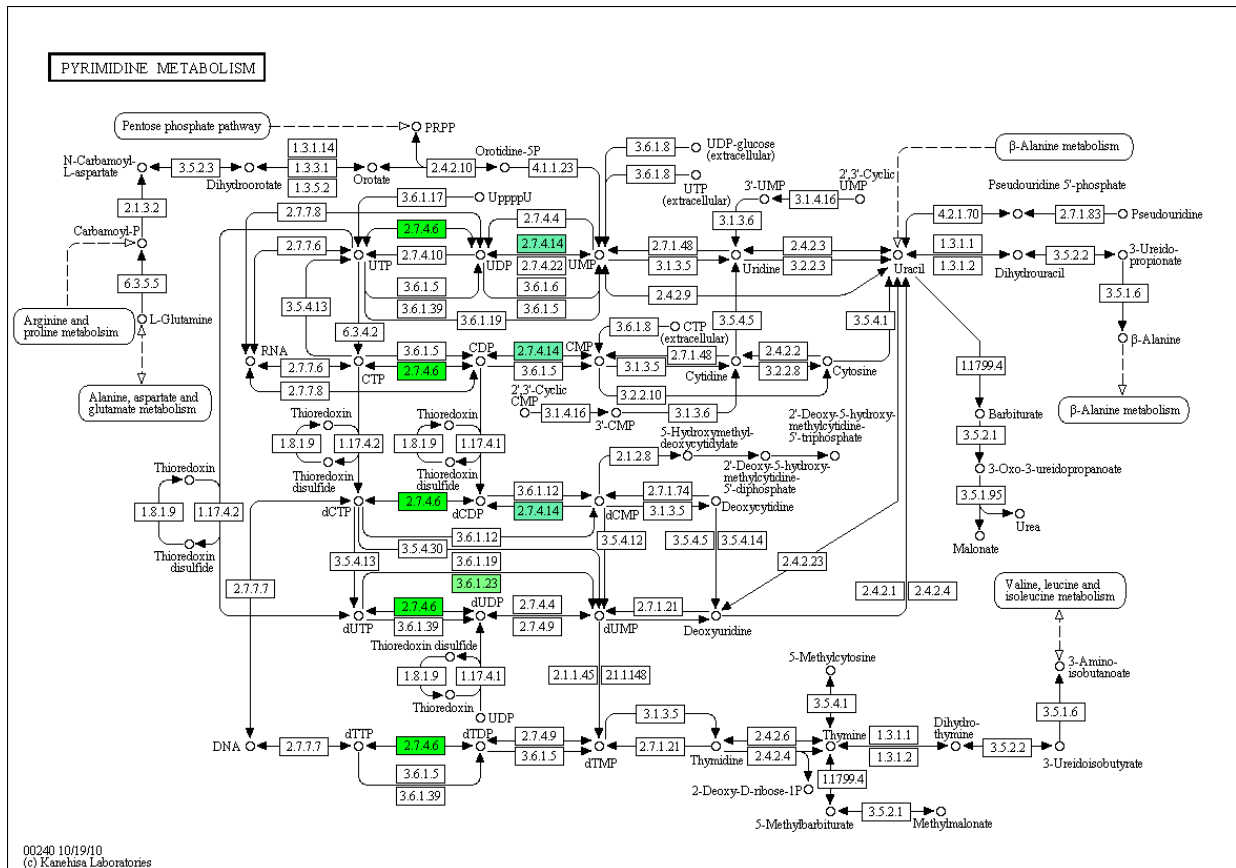 PYRIMIDINE METABOLISM
Pentose phosphate pathway
PRPP
N-Carbamoyl-
L-aspartate
3.5.2.3
Dihydroorotate
1.3.1.14
1.3.3.1
1.3.5.2
Orotate
2.4.2.10
Orotidine-5P
4.1.1.23
3.6.1.8
UDP-glucose
(extracellular)
3.6.1.8
UTP
(extracellular)
β-Alanine metabolism
2.1.3.2
Carbamoyl-P
6.3.5.5
L-Glutamine
Arginine and
proline metabolsim
Alanine, aspartate and
glutamate metabolism
3.6.1.17
UppppU
2.7.7.8
2.7.4.6
2.7.4.4
2.7.4.14
2.7.7.6
UTP
2.7.4.10
UDP
2.7.4.22
UMP
3'-UMP
3.1.4.16
2',3'-Cyclic
UMP
3.1.3.6
2.7.1.48
3.1.3.5
Uridine
2.4.2.3
3.2.2.3
Uracil
2.4.2.9
Pseudouridine 5'-phosphate
4.2.1.70
2.7.1.83
Pseudouridine
1.3.1.1
1.3.1.2
Dihydrouracil
3.5.2.2
3-Ureido-
propionate
3.5.1.6
β-Alanine
β-Alanine metabolism
3.6.1.5
3.6.1.39
3.6.1.6
3.6.1.5
3.6.1.19
3.5.4.13
6.3.4.2
3.6.1.8
CTP
(extracellular)
3.5.4.5
3.5.4.1
RNA
2.7.7.6
2.7.7.8
CTP
3.6.1.5
2.7.4.6
CDP
2.7.4.14
3.6.1.5
CMP
2.7.1.48
3.1.3.5
Cytidine
2.4.2.2
3.2.2.8
Cytosine
3.2.2.10
2',3'-Cyclic
CMP
3.1.4.16
3'-CMP
3.1.3.6
1.1799.4
Barbiturate
3.5.2.1
3-Oxo-3-ureidopropanoate
3.5.1.95
Urea
Malonate
Thioredoxin
1.8.1.9
1.17.4.2
Thioredoxin
disulfide
Thioredoxin
1.8.1.9
1.17.4.1
Thioredoxin
disulfide
2.1.2.8
5-Hydroxymethyl-
deoxycytidylate
2'-Deoxy-5-hydroxy-
methylcytidine-
5'-diphosphate
2'-Deoxy-5-hydroxy-
methylcytidine-
5'-triphosphate
Thioredoxin
1.8.1.9
1.17.4.2
Thioredoxin
disulfide
dCTP
2.7.4.6
dCDP
3.6.1.12
2.7.4.14
dCMP
2.7.1.74
3.1.3.5
Deoxycytidine
3.6.1.12
3.5.4.30
3.5.4.13
3.6.1.19
3.6.1.23
3.5.4.12
3.5.4.5
3.5.4.14
2.4.2.23
2.4.2.1
2.4.2.4
2.7.7.7
dUTP
2.7.4.6
3.6.1.39
dUDP
2.7.4.4
2.7.4.9
dUMP
2.7.1.21
Deoxyuridine
Thioredoxin disulfide
1.8.1.9
1.17.4.1
Thioredoxin
UDP
2.1.1.45
2.1.1.148
Valine, leucine and
isoleucine metabolism
3-Amino-
isobutanoate
3.5.1.6
5-Methylcytosine
3.5.4.1
DNA
2.7.7.7
dTTP
2.7.4.6
dTDP
2.7.4.9
3.6.1.5
dTMP
3.1.3.5
2.7.1.21
Thymidine
2.4.2.6
2.4.2.4
Thymine
1.3.1.1
1.3.1.2
Dihydro-
thymine
3.5.2.2
3-Ureidoisobutyrate
3.6.1.5
3.6.1.39
2-Deoxy-D-ribose-1P
1.1799.4
5-Methylbarbiturate
3.5.2.1
Methylmalonate
00240 10/19/10
(c) Kanehisa Laboratories